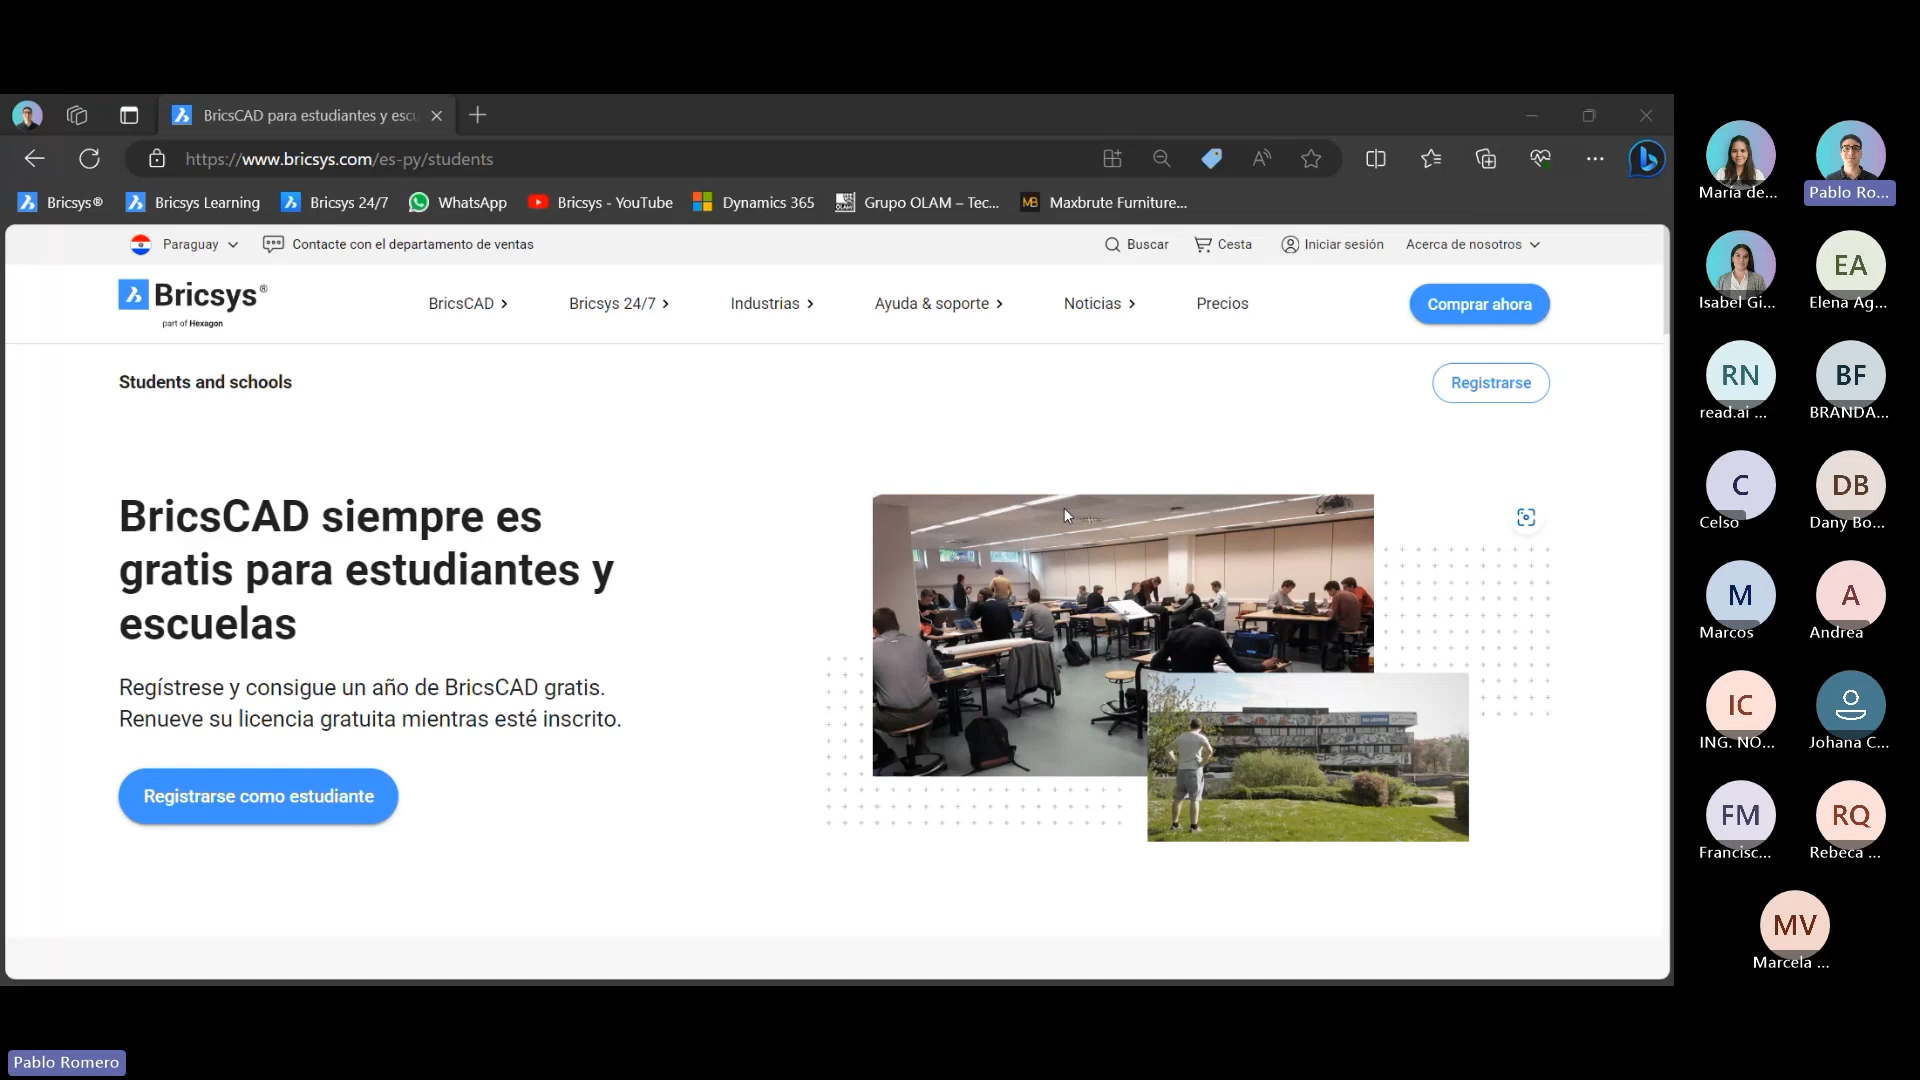 BricsCAD para estudiantes y escu
https://www.bricsys.com/es-py/students
Bricsys®
Bricsys Learning
Bricsys 24/7
WhatsApp
Bricsys - YouTube
Dynamics 365
Grupo OLAM – Tec...
MB
Maxbrute Furniture...
Paraguay
Contacte con el departamento de ventas
Buscar
Cesta
Iniciar sesión
Acerca de nosotros
Bricsys®
part of Hexagon
BricsCAD
Bricsys 24/7
Industrias
Ayuda & soporte
Noticias
Precios
Comprar ahora
Students and schools
Registrarse
BricsCAD siempre es
gratis para estudiantes y
escuelas
Regístrese y consigue un año de BricsCAD gratis.
Renueve su licencia gratuita mientras esté inscrito.
Registrarse como estudiante
María de...
Pablo Ro...
Isabel Gi...
EA
Elena Ag...
RN
read.ai ...
BF
BRANDA...
C
Celso
DB
Dany Bo...
M
Marcos
A
Andrea
IC
ING. NO...
Johana C...
FM
Francisc...
RQ
Rebeca ...
MV
Marcela ...
Pablo Romero